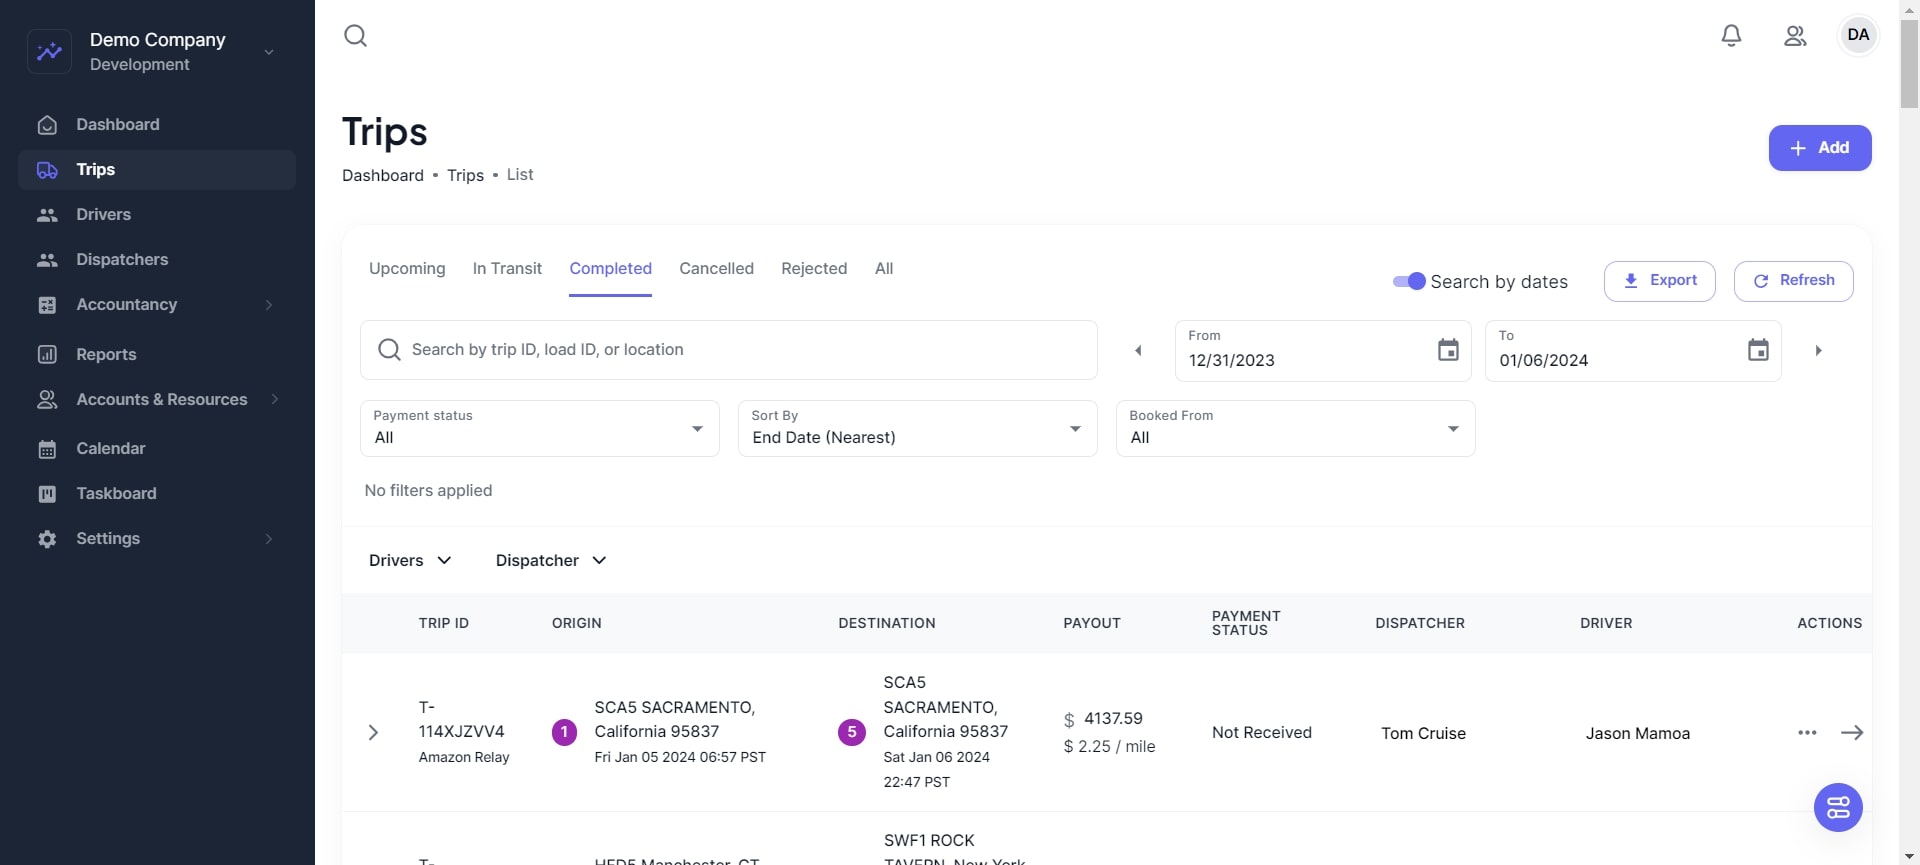 Demo Company
Development
Dashboard
Trips
Drivers
Dispatchers
Accountancy
Reports
Accounts & Resources
Calendar
Taskboard
Settings
DA
Trips
Dashboard • Trips • List
Add
Upcoming In Transit Completed Cancelled Rejected All
Search by dates
Export
Refresh
Search by trip ID, load ID, or location
From
12/31/2023
To
01/06/2024
Payment status
All
Sort By
End Date (Nearest)
Booked From
All
No filters applied
Drivers Dispatcher
TRIP ID ORIGIN DESTINATION PAYOUT PAYMENT STATUS DISPATCHER DRIVER ACTIONS
T-
114XJZVV4
Amazon Relay
1
SCA5 SACRAMENTO,
California 95837
Fri Jan 05 2024 06:57 PST
5
SCA5
SACRAMENTO,
California 95837
Sat Jan 06 2024
22:47 PST
$ 4137.59
$ 2.25 / mile
Not Received
Tom Cruise
Jason Mamoa
T-
HFD5 Manchester, CT
SWF1 ROCK
TAVERN, New York